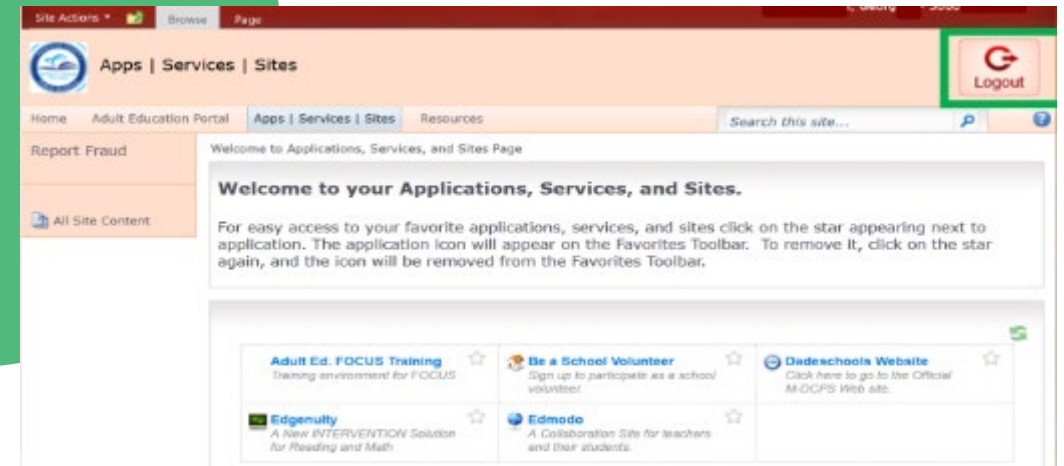 Site Actions
Browse
Page
Apps | Services | Sites
Logout
Home
Adult Education Portal
Apps | Services | Sites
Resources
Search this site...
Report Fraud
All Site Content
Welcome to Applications, Services, and Sites Page
Welcome to your Applications, Services, and Sites.
For easy access to your favorite applications, services, and sites click on the star appearing next to
application. The application icon will appear on the Favorites Toolbar. To remove it, click on the star
again, and the icon will be removed from the Favorites Toolbar.
Adult Ed. FOCUS Training
Training environment for FOCUS
Be a School Volunteer
Sign up to participate as a school
volunteer.
Dadeschools Website
Click here to go to the Official
M-DCPS Web site.
Edgenuity
A New INTERVENTION Solution
for Reading and Math
Edmodo
A Collaboration Site for teachers
and their students.